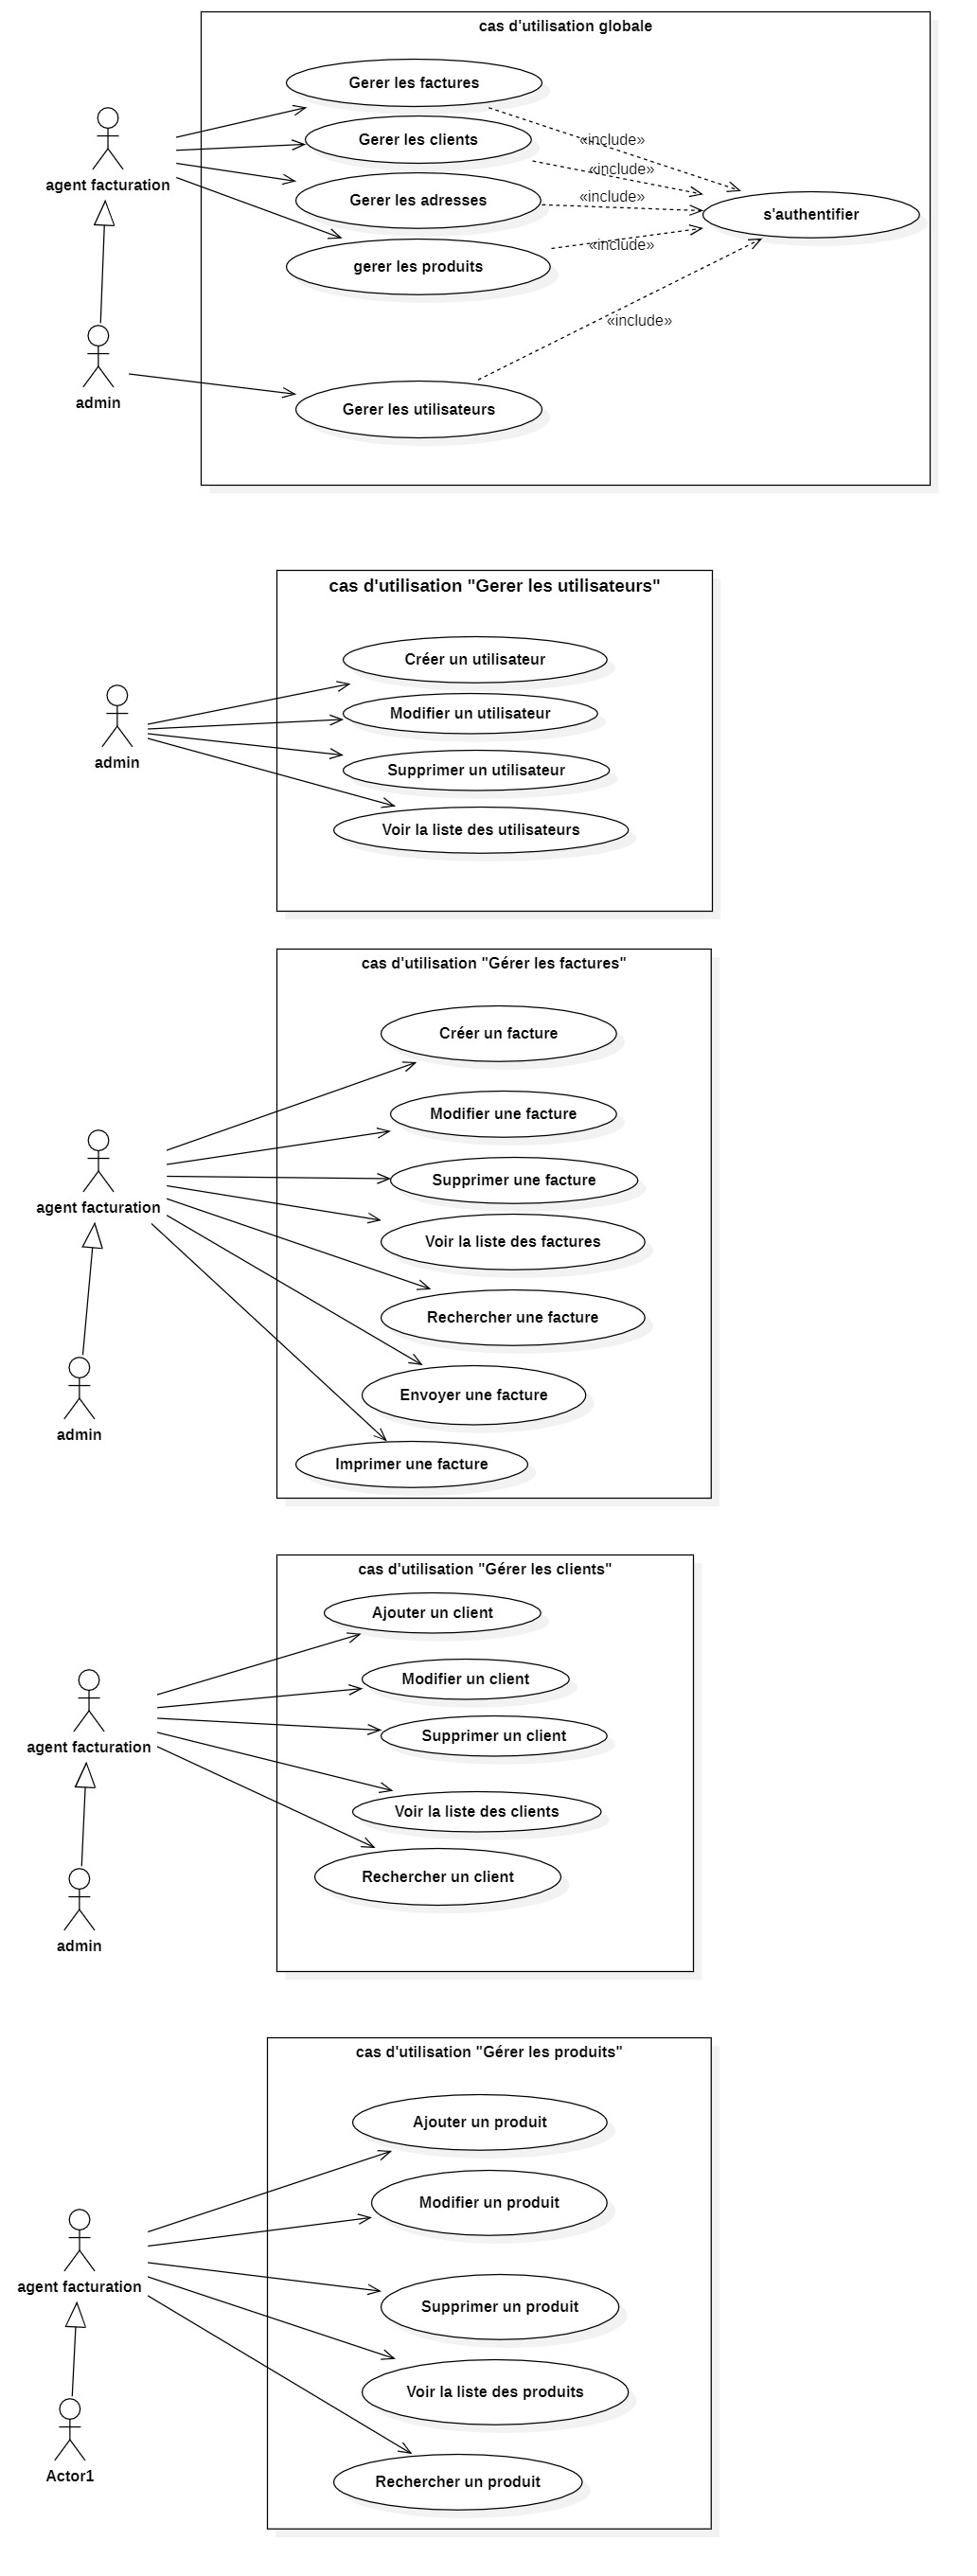 cas d'utilisation globale
Gerer les factures
Gerer les clients
«include»
«include»
agent facturation
Gerer les adresses
«include»
s'authentifier
gerer les produits
«include»
«include»
admin
Gerer les utilisateurs
cas d'utilisation "Gerer les utilisateurs"
Créer un utilisateur
Modifier un utilisateur
admin
Supprimer un utilisateur
Voir la liste des utilisateurs
cas d'utilisation "Gérer les factures"
Créer un facture
Modifier une facture
Supprimer une facture
agent facturation
Voir la liste des factures
Rechercher une facture
Envoyer une facture
admin
Imprimer une facture
cas d'utilisation "Gérer les clients"
Ajouter un client
Modifier un client
Supprimer un client
agent facturation
Voir la liste des clients
Rechercher un client
admin
cas d'utilisation "Gérer les produits"
Ajouter un produit
Modifier un produit
agent facturation
Supprimer un produit
Voir la liste des produits
Actor1
Rechercher un produit